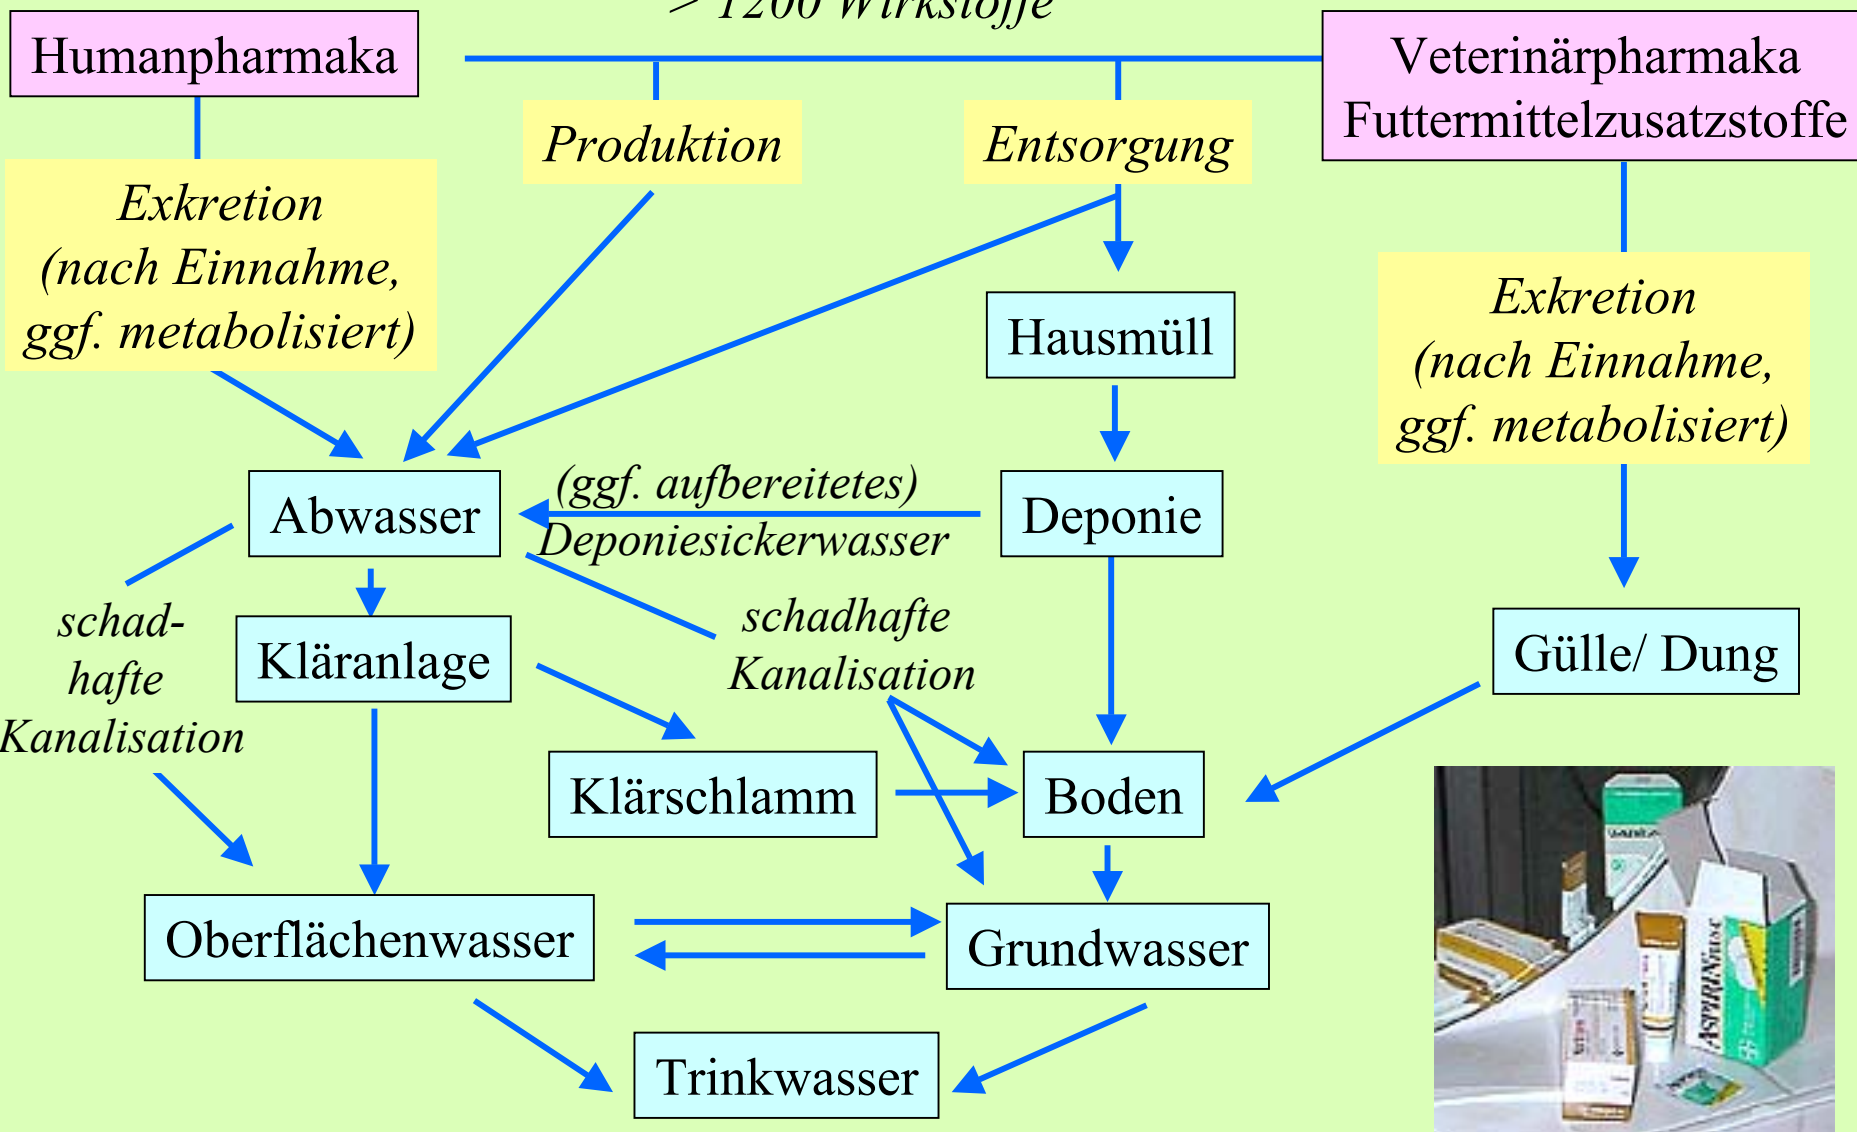 > 1200 Wirkstoffe
Humanpharmaka
Veterinärpharmaka
Futtermittelzusatzstoffe
Produktion
Entsorgung
Exkretion
(nach Einnahme,
ggf. metabolisiert)
Hausmüll
Exkretion
(nach Einnahme,
ggf. metabolisiert)
Abwasser
(ggf. aufbereitetes)
Deponiesickerwasser
Deponie
schad-
hafte
Kanalisation
Kläranlage
schadhafte
Kanalisation
Gülle/ Dung
Klärschlamm
Boden
Oberflächenwasser
Grundwasser
Trinkwasser
ASPIRIN